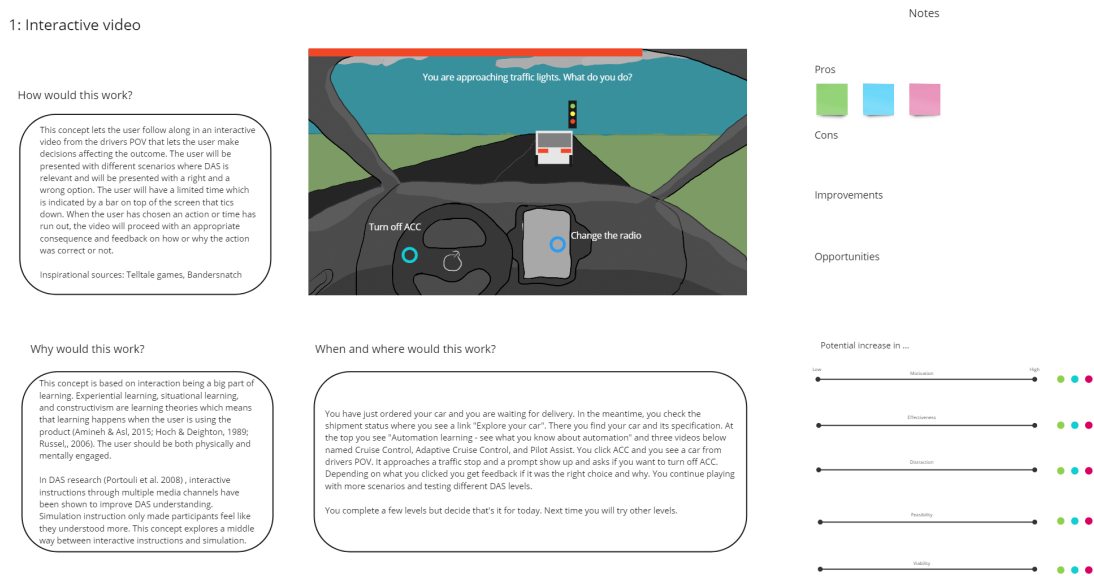 1: Interactive video
How would this work?
This concept lets the user follow along in an interactive
video from the drivers POV that lets the user make
decisions affecting the outcome. The user will be
presented with different scenarios where DAS is
relevant and will be presented with a right and a
wrong option. The user will have a limited time which
is indicated by a bar on top of the screen that tics
down. When the user has chosen an action or time has
run out, the video will proceed with an appropriate
consequence and feedback on how or why the action
was correct or not.
Inspirational sources: Telltale games, Bandersnatch
You are approaching traffic lights. What do you do?
Turn off ACC
Change the radio
Why would this work?
This concept is based on interaction being a big part of
learning. Experiential learning, situational learning,
and constructivism are learning theories which means
that learning happens when the user is using the
product (Amineh & Asl, 2015; Hoch & Deighton, 1989;
Russel,, 2006). The user should be both physically and
mentally engaged.
In DAS research (Portouli et al. 2008) , interactive
instructions through multiple media channels have
been shown to improve DAS understanding.
Simulation instruction only made participants feel like
they understood more. This concept explores a middle
way between interactive instructions and simulation.
When and where would this work?
You have just ordered your car and you are waiting for delivery. In the meantime, you check the
shipment status where you see a link "Explore your car". There you find your car and its specification. At
the top you see "Automation learning - see what you know about automation" and three videos below
named Cruise Control, Adaptive Cruise Control, and Pilot Assist. You click ACC and you see a car from
drivers POV. It approaches a traffic stop and a prompt show up and asks if you want to turn off ACC.
Depending on what you clicked you get feedback if it was the right choice and why. You continue playing
with more scenarios and testing different DAS levels.
You complete a few levels but decide that's it for today. Next time you will try other levels.
Notes
Pros
Cons
Improvements
Opportunities
Potential increase in ...
Low
Motivation
High
Effectiveness
Distraction
Feasibility
Viability